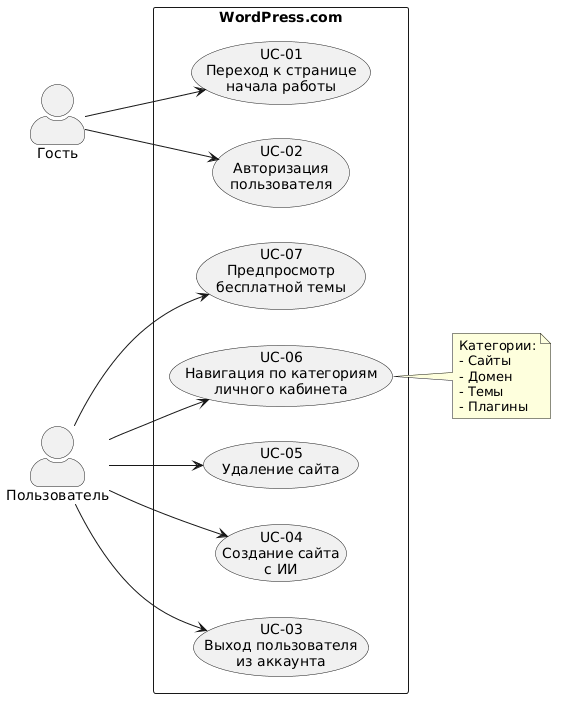 WordPress.com
UC-01
Переход к странице
начала работы
Гость
UC-02
Авторизация
пользователя
UC-07
Предпросмотр
бесплатной темы
UC-06
Навигация по категориям
личного кабинета
Категории:
- Сайты
- Домен
- Темы
- Плагины
UC-05
Удаление сайта
Пользователь
UC-04
Создание сайта
с ИИ
UC-03
Выход пользователя
из аккаунта